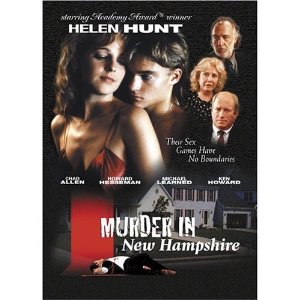 starring Academy Award™ winner
HELEN HUNT
Their Sex
Games Have
No Boundaries
CHAD
ALLEN
HOWARD
HESSEMAN
MICHAEL
LEARNED
KEN
HOWARD
MURDER IN
New Hampshire